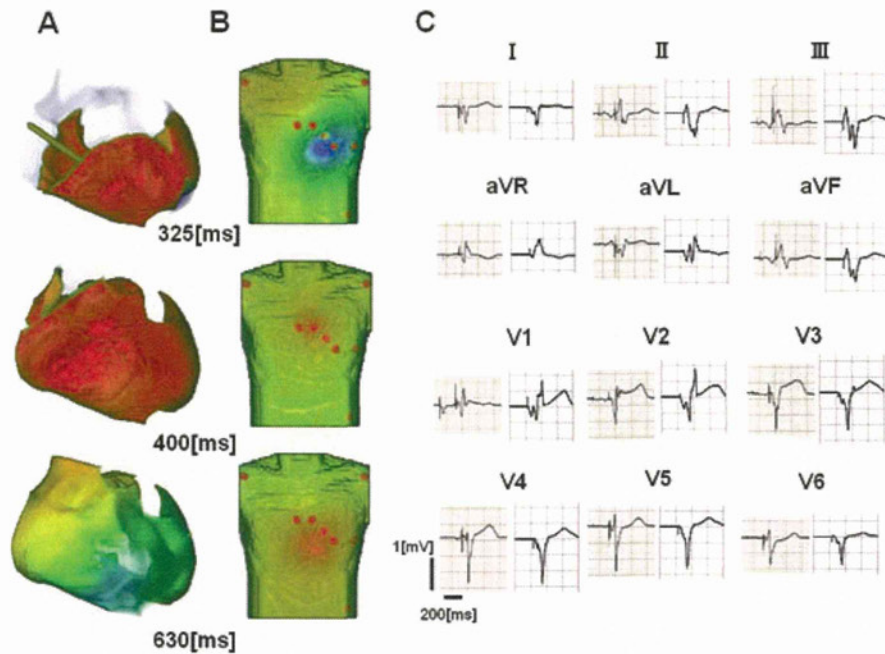 A
B
C
I
II
III
325[ms]
aVR
aVL
aVF
400[ms]
V1
V2
V3
630[ms]
V4
V5
V6
1[mV]
200[ms]